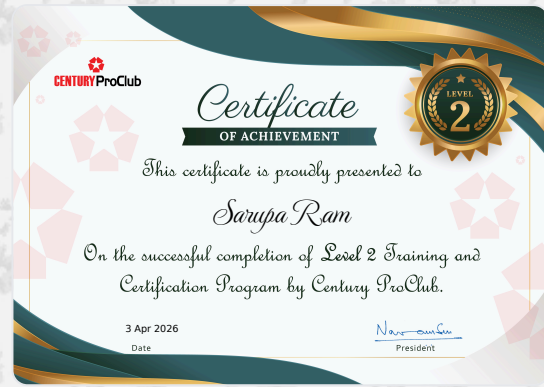 CENTURY ProClub
LEVEL
2
Certificate
OF ACHIEVEMENT
This certificate is proudly presented to
Sarupa Ram
On the successful completion of Level 2 Training and
Certification Program by Century ProClub.
3 Apr 2026
Date
President